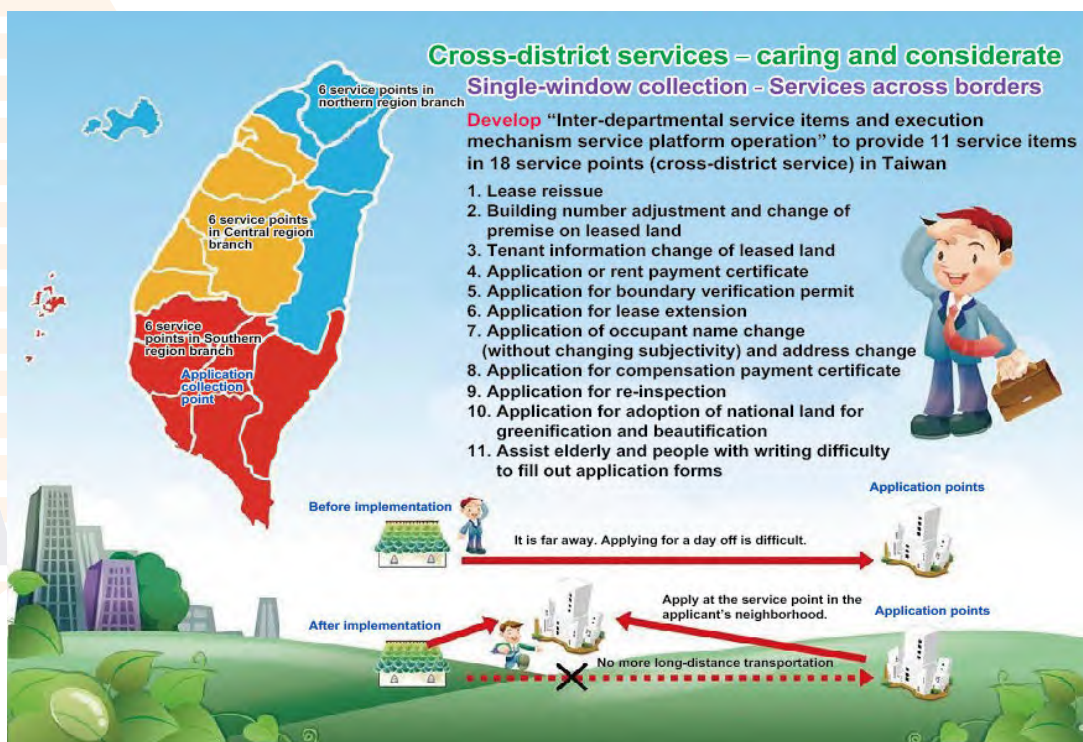 Cross-district services – caring and considerate
Single-window collection – Services across borders
Develop “Inter-departmental service items and execution
mechanism service platform operation” to provide 11 service items
in 18 service points (cross-district service) in Taiwan
1. Lease reissue
2. Building number adjustment and change of
premise on leased land
3. Tenant information change of leased land
4. Application or rent payment certificate
5. Application for boundary verification permit
6. Application for lease extension
7. Application of occupant name change
(without changing subjectivity) and address change
8. Application for compensation payment certificate
9. Application for re-inspection
10. Application for adoption of national land for
greenification and beautification
11. Assist elderly and people with writing difficulty
to fill out application forms
6 service points in
northern region branch
6 service points
in Central region
branch
6 service
points in Southern
region branch
Application
collection
point
Before implementation
It is far away. Applying for a day off is difficult.
Application points
After implementation
Apply at the service point in the
applicant’s neighborhood.
Application points
No more long-distance transportation